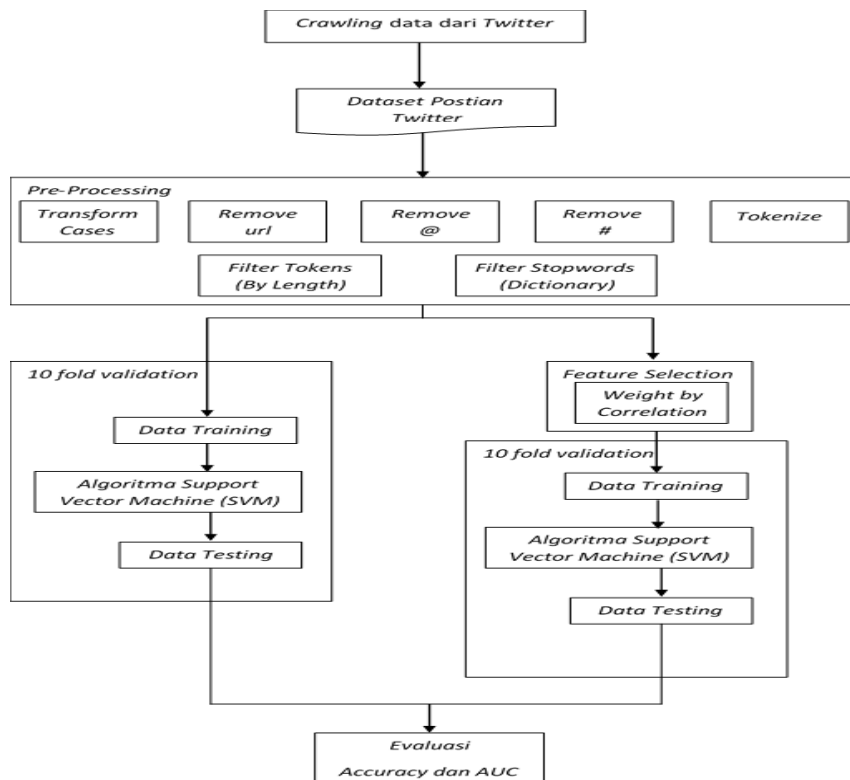 Crawling data dari Twitter
Dataset Postian
Twitter
Pre-Processing
Transform
Cases
Remove
url
Remove
@
Remove
#
Tokenize
Filter Tokens
(By Length)
Filter Stopwords
(Dictionary)
10 fold validation
Data Training
Algoritma Support
Vector Machine (SVM)
Data Testing
Feature Selection
Weight by
Correlation
10 fold validation
Data Training
Algoritma Support
Vector Machine (SVM)
Data Testing
Evaluasi
Accuracy dan AUC